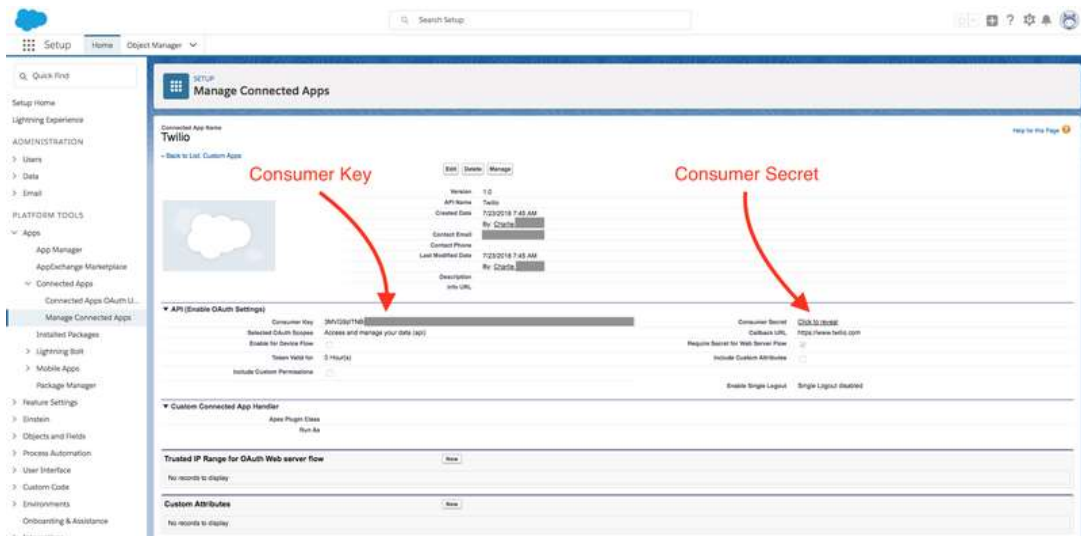 Search Setup
Setup Home Object Manager
Quick Find
Setup Home
Lightning Experience
ADMINISTRATION
Users
Data
Email
PLATFORM TOOLS
Apps
App Manager
AppExchange Marketplace
Connected Apps
Connected Apps OAuth U...
Manage Connected Apps
Installed Packages
Lightning Bolt
Mobile Apps
Package Manager
Feature Settings
Einstein
Objects and Fields
Process Automation
User Interface
Custom Code
Environments
Onboarding & Assistance
SETUP
Manage Connected Apps
Connected App Name
Twilio
Help for this Page
« Back to List: Custom Apps
Consumer Key
Consumer Secret
Edit Delete Manage
Version 1.0
API Name Twilio
Created Date 7/23/2018 7:45 AM
By: Charlie
Contact Email
Contact Phone
Last Modified Date 7/23/2018 7:45 AM
By: Charlie
Description
Info URL
API (Enable OAuth Settings)
Consumer Key Consumer Secret Click to reveal
Selected OAuth Scopes Access and manage your data (api) Callback URL https://www.twilio.com
Enable for Device Flow Require Secret for Web Server Flow
Token Valid for 0 Hour(s) Include Custom Attributes
Include Custom Permissions
Enable Single Logout Single Logout disabled
Custom Connected App Handler
Apex Plugin Class
Run As
Trusted IP Range for OAuth Web server flow New
No records to display
Custom Attributes New
No records to display